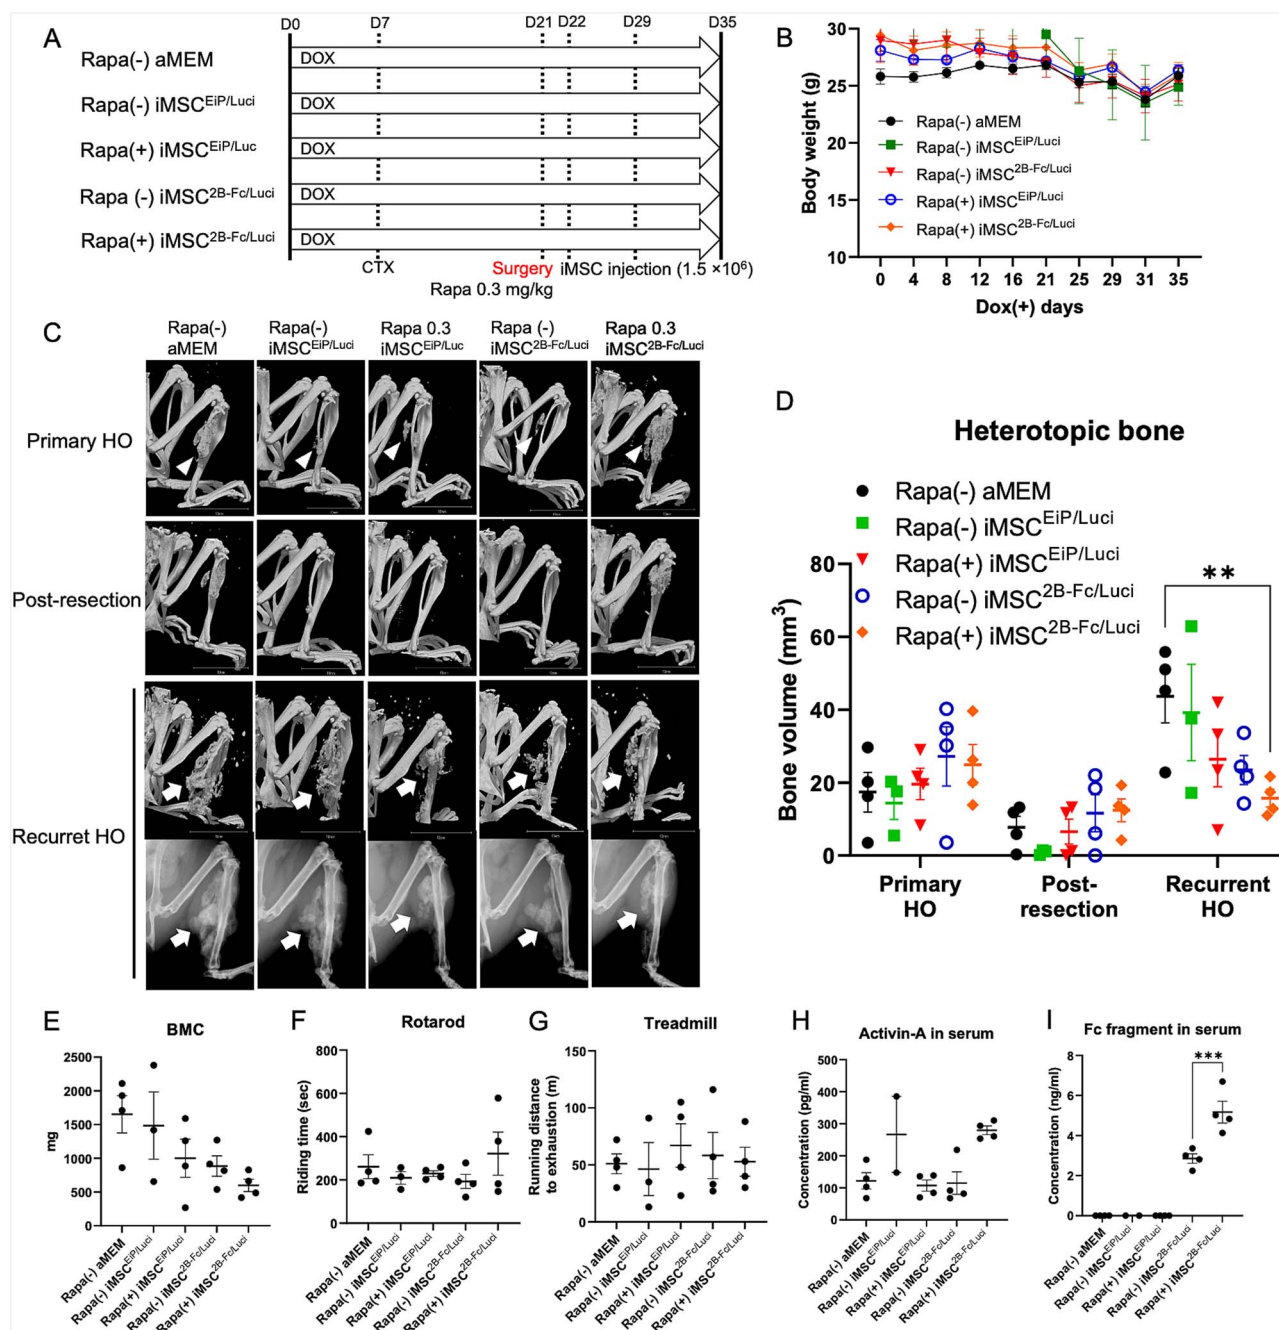 A
D0 D7 D21 D22 D29 D35
Rapa(-) aMEM DOX
Rapa(-) iMSC^EiP/Luci DOX
Rapa(+) iMSC^EiP/Luc DOX
Rapa (-) iMSC^2B-Fc/Luci DOX
Rapa(+) iMSC^2B-Fc/Luci DOX
CTX Surgery iMSC injection (1.5 ×10^6)
Rapa 0.3 mg/kg
B
Body weight (g)
30
25
20
15
10
Rapa(-) aMEM
Rapa(-) iMSC^EiP/Luci
Rapa(-) iMSC^2B-Fc/Luci
Rapa(+) iMSC^EiP/Luci
Rapa(+) iMSC^2B-Fc/Luci
0 4 8 12 16 21 25 29 31 35
Dox(+) days
C
Rapa(-) aMEM
Rapa(-) iMSC^EiP/Luci
Rapa 0.3 iMSC^EiP/Luc
Rapa (-) iMSC^2B-Fc/Luci
Rapa 0.3 iMSC^2B-Fc/Luci
Primary HO
Post-resection
Recurret HO
D
Heterotopic bone
Rapa(-) aMEM
Rapa(-) iMSC^EiP/Luci
Rapa(+) iMSC^EiP/Luci
Rapa(-) iMSC^2B-Fc/Luci
Rapa(+) iMSC^2B-Fc/Luci
**
Bone volume (mm^3)
80
60
40
20
0
Primary HO
Post-resection
Recurrent HO
E
BMC
mg
2500
2000
1500
1000
500
0
Rapa(-) aMEM
Rapa(-) iMSC^EiP/Luci
Rapa(+) iMSC^EiP/Luci
Rapa(-) iMSC^2B-Fc/Luci
Rapa(+) iMSC^2B-Fc/Luci
F
Rotarod
Riding time (sec)
800
600
400
200
0
Rapa(-) aMEM
Rapa(-) iMSC^EiP/Luci
Rapa(+) iMSC^EiP/Luci
Rapa(-) iMSC^2B-Fc/Luci
Rapa(+) iMSC^2B-Fc/Luci
G
Treadmill
Running distance
to exhaustion (m)
150
100
50
0
Rapa(-) aMEM
Rapa(-) iMSC^EiP/Luci
Rapa(+) iMSC^EiP/Luci
Rapa(-) iMSC^2B-Fc/Luci
Rapa(+) iMSC^2B-Fc/Luci
H
Activin-A in serum
Concentration (pg/ml)
500
400
300
200
100
0
Rapa(-) aMEM
Rapa(-) iMSC^EiP/Luci
Rapa(+) iMSC^EiP/Luci
Rapa(-) iMSC^2B-Fc/Luci
Rapa(+) iMSC^2B-Fc/Luci
I
Fc fragment in serum
***
Concentration (ng/ml)
8
6
4
2
0
Rapa(-) aMEM
Rapa(-) iMSC^EiP/Luci
Rapa(+) iMSC^EiP/Luci
Rapa(-) iMSC^2B-Fc/Luci
Rapa(+) iMSC^2B-Fc/Luci